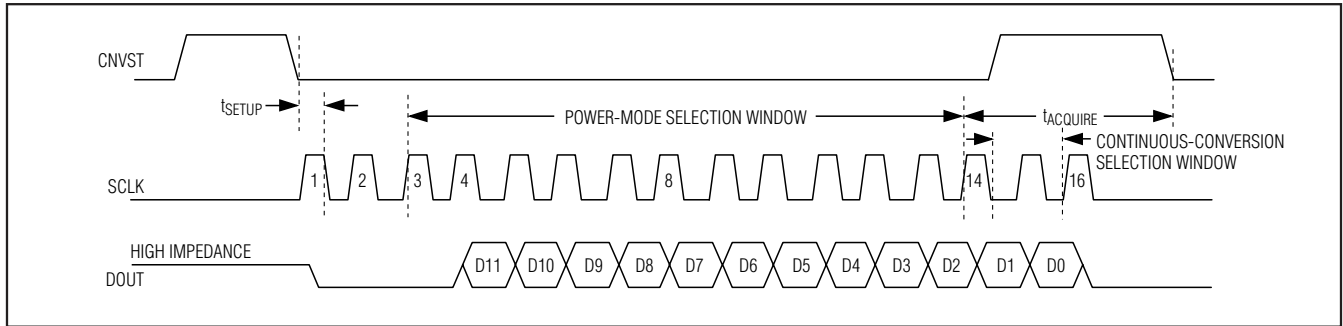 CNVST
tSETUP
POWER-MODE SELECTION WINDOW
tACQUIRE
CONTINUOUS-CONVERSION
SELECTION WINDOW
SCLK
1 2 3 4 8 14 16
HIGH IMPEDANCE
DOUT
D11 D10 D9 D8 D7 D6 D5 D4 D3 D2 D1 D0